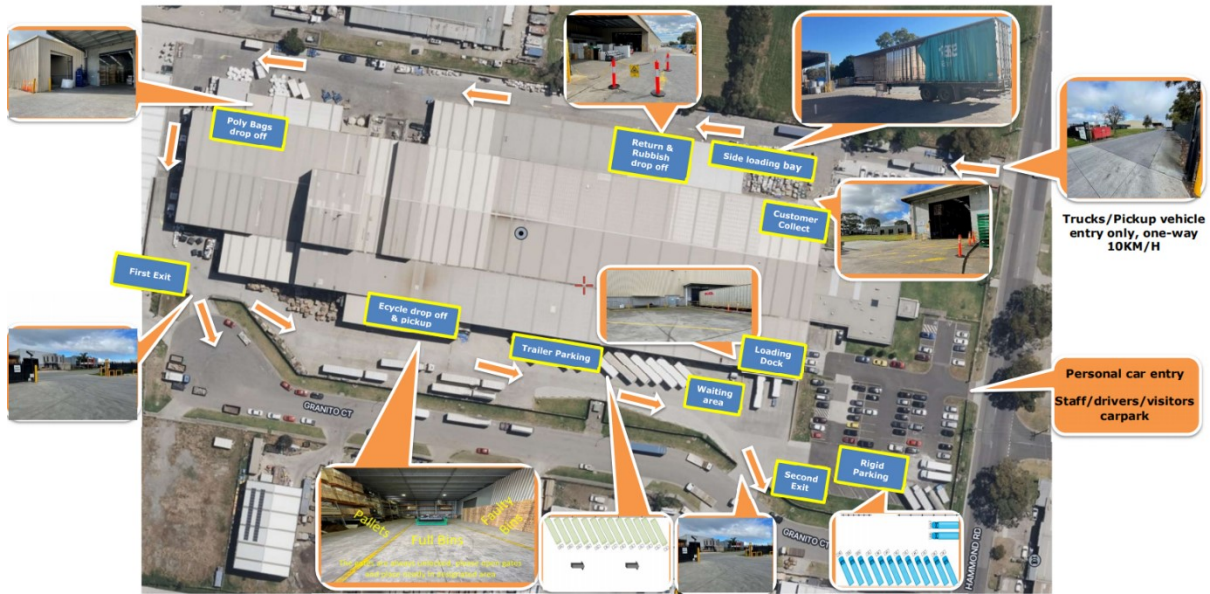 Poly Bags
drop off
Return &
Rubbish
drop off
Side loading bay
Customer
Collect
Trucks/Pickup vehicle
entry only, one-way
10KM/H
First Exit
Ecycle drop off
& pickup
Trailer Parking
Loading
Dock
Waiting
area
Personal car entry
Staff/drivers/visitors
carpark
Second
Exit
Rigid
Parking
GRANITO CT
GRANITO CT
HAMMOND RD
Pallets
Full Bins
Empty
Bins